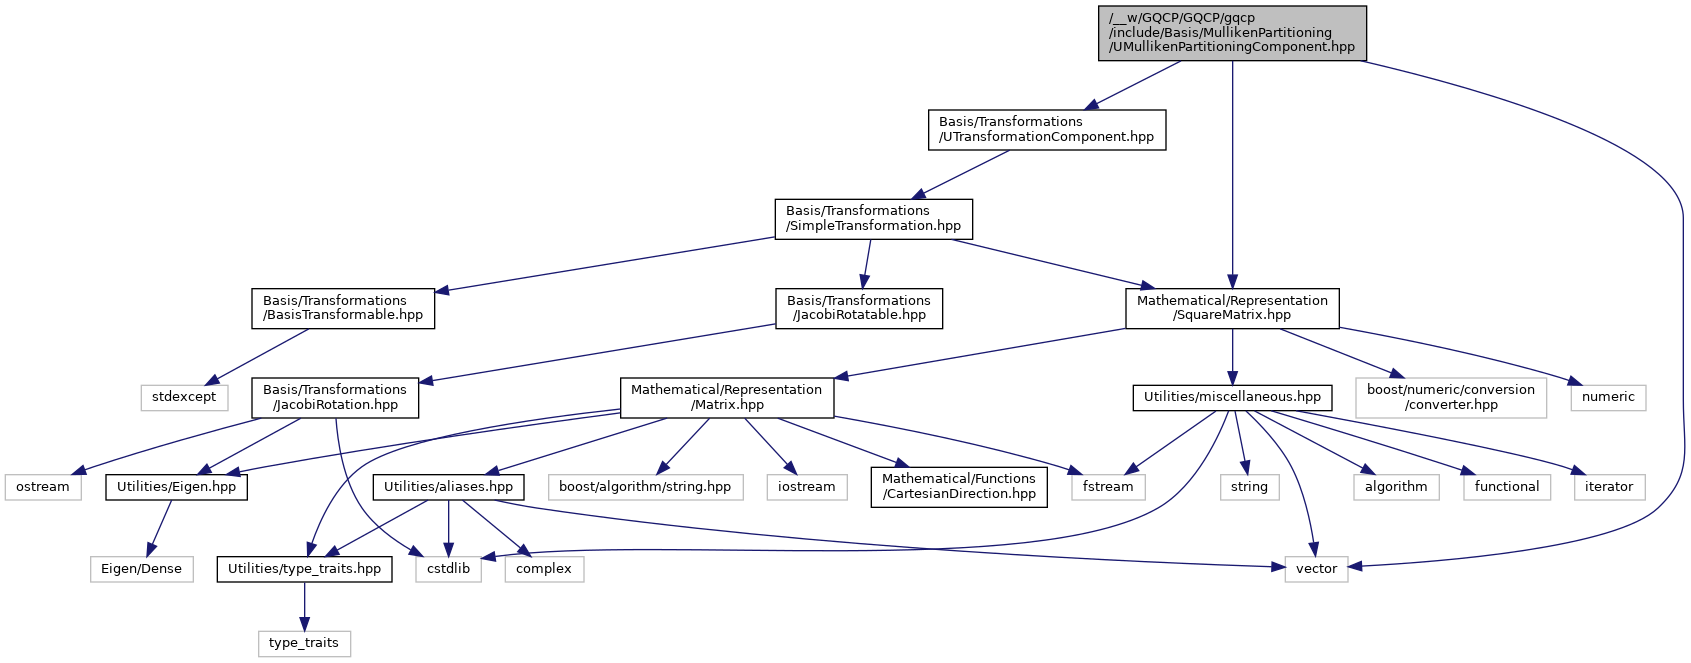 /__w/GQCP/GQCP/gqcp
/include/Basis/MullikenPartitioning
/UMullikenPartitioningComponent.hpp
Basis/Transformations
/UTransformationComponent.hpp
Basis/Transformations
/SimpleTransformation.hpp
Basis/Transformations
/BasisTransformable.hpp
Basis/Transformations
/JacobiRotatable.hpp
Mathematical/Representation
/SquareMatrix.hpp
stdexcept
Basis/Transformations
/JacobiRotation.hpp
Mathematical/Representation
/Matrix.hpp
Utilities/miscellaneous.hpp
boost/numeric/conversion
/converter.hpp
numeric
ostream
Utilities/Eigen.hpp
Utilities/aliases.hpp
boost/algorithm/string.hpp
iostream
Mathematical/Functions
/CartesianDirection.hpp
fstream
string
algorithm
functional
iterator
Eigen/Dense
Utilities/type_traits.hpp
cstdlib
complex
vector
type_traits